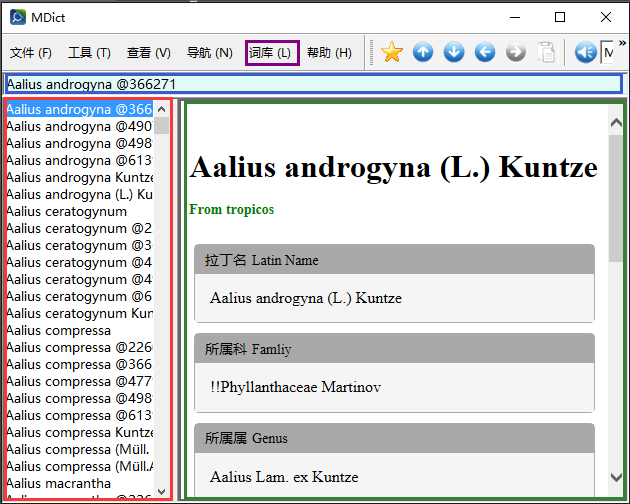 MDict
文件 (F) 工具 (T) 查看 (V) 导航 (N) 词库 (L) 帮助 (H) M »
Aalius androgyna @366271
Aalius androgyna @366
Aalius androgyna @490
Aalius androgyna @498
Aalius androgyna @613
Aalius androgyna Kuntze
Aalius androgyna (L.) Ku
Aalius ceratogynum
Aalius ceratogynum @2
Aalius ceratogynum @3
Aalius ceratogynum @4
Aalius ceratogynum @4
Aalius ceratogynum @6
Aalius ceratogynum Kun
Aalius compressa
Aalius compressa @226
Aalius compressa @366
Aalius compressa @477
Aalius compressa @498
Aalius compressa @613
Aalius compressa Kuntze
Aalius compressa (Müll.
Aalius compressa (Müll.A
Aalius macrantha
Aalius androgyna (L.) Kuntze
From tropicos
拉丁名 Latin Name
Aalius androgyna (L.) Kuntze
所属科 Famliy
!!Phyllanthaceae Martinov
所属属 Genus
Aalius Lam. ex Kuntze